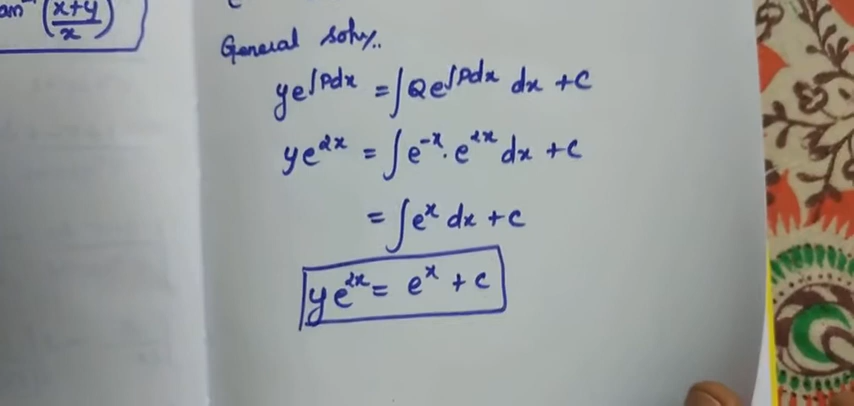 (x+y/x)
General soln,.
ye^∫Pdx = ∫Qe^∫Pdx dx + c
ye^2x = ∫e^-x . e^2x dx + c
= ∫e^x dx + c
ye^2x = e^x + c